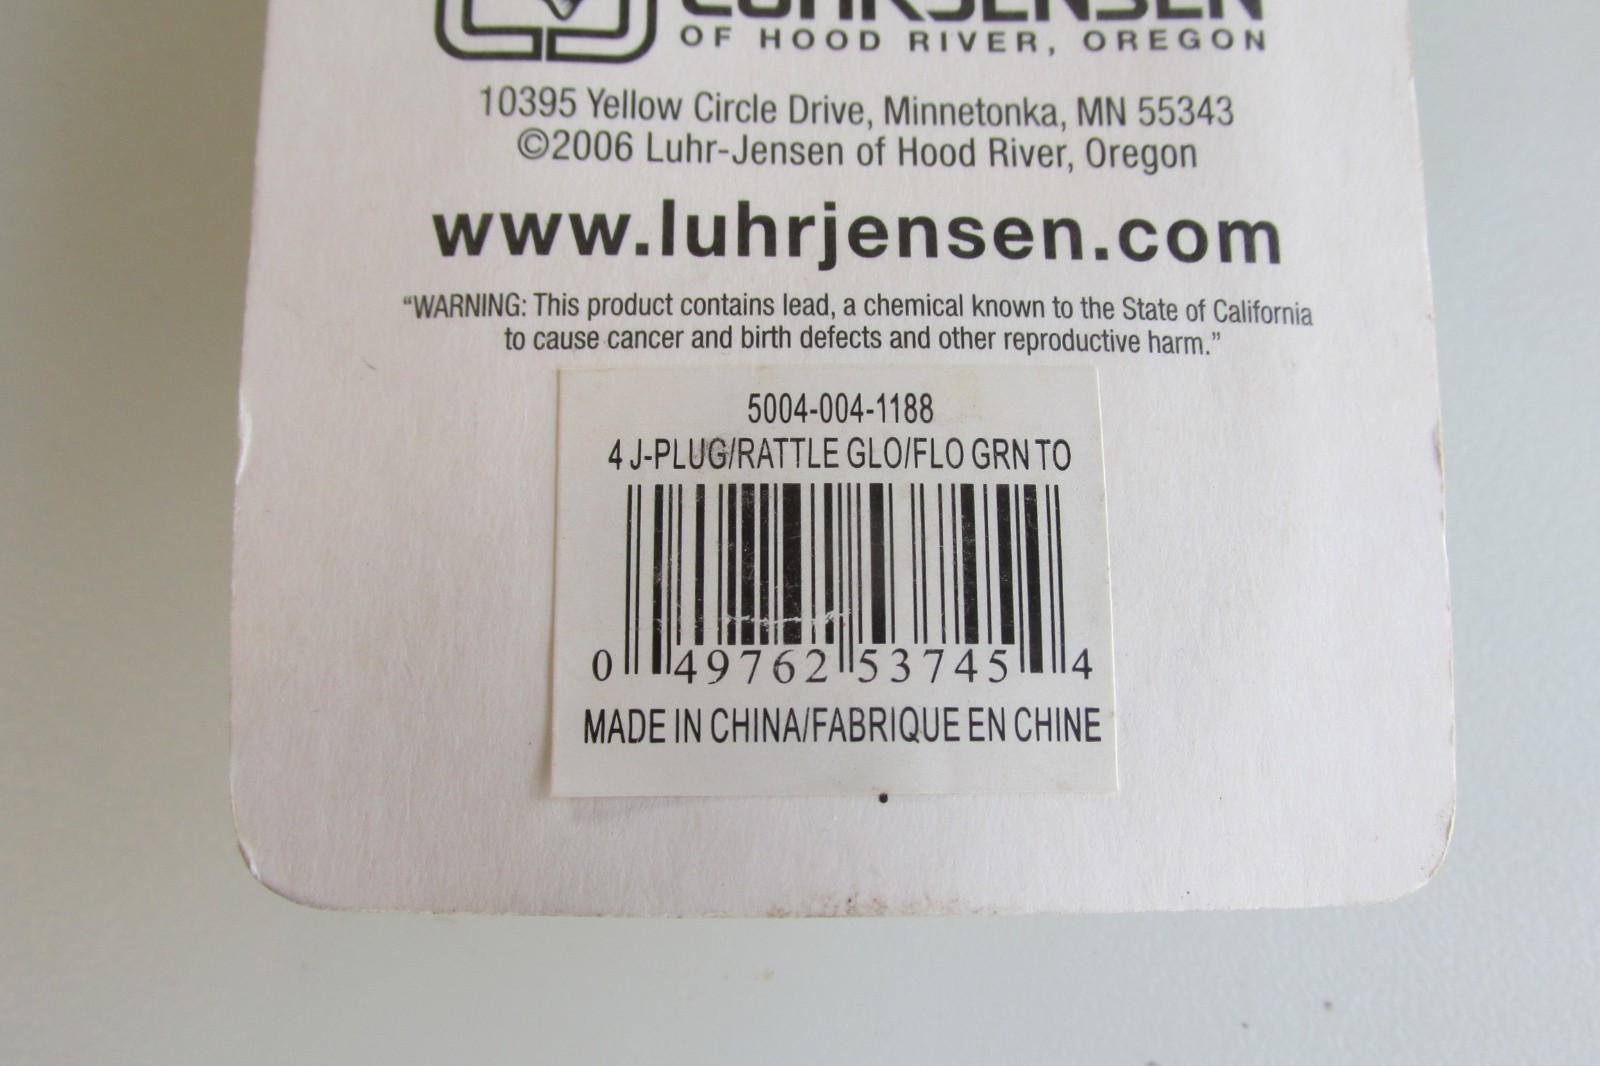 LUHRJENSEN
OF HOOD RIVER, OREGON
10395 Yellow Circle Drive, Minnetonka, MN 55343
©2006 Luhr-Jensen of Hood River, Oregon
www.luhrjensen.com
“WARNING: This product contains lead, a chemical known to the State of California
to cause cancer and birth defects and other reproductive harm.”
5004-004-1188
4 J-PLUG/RATTLE GLO/FLO GRN TO
0 49762 53745 4
MADE IN CHINA/FABRIQUE EN CHINE